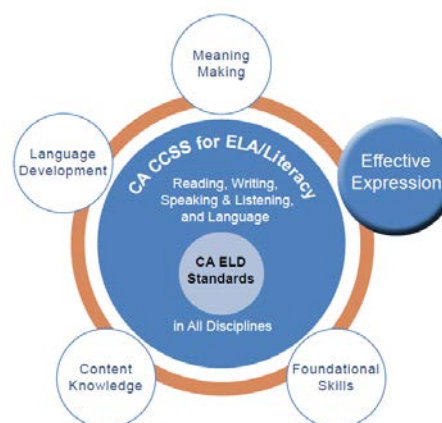 Meaning
Making
Language
Development
Effective
Expression
CA CCSS for ELA/Literacy
Reading, Writing,
Speaking & Listening,
and Language
CA ELD
Standards
in All Disciplines
Content
Knowledge
Foundational
Skills